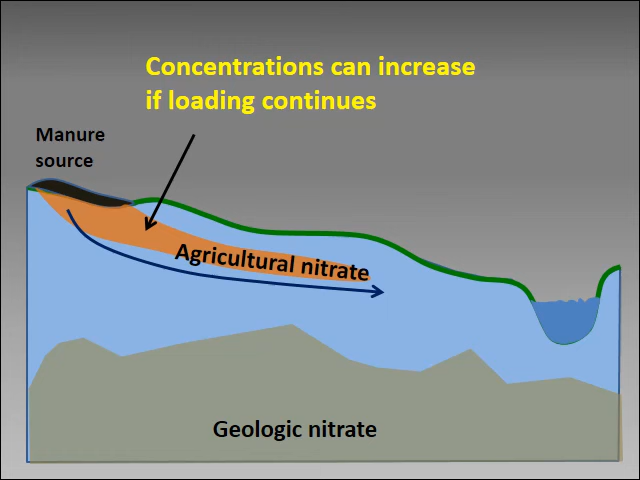 Concentrations can increase
if loading continues
Manure
source
Agricultural nitrate
Geologic nitrate